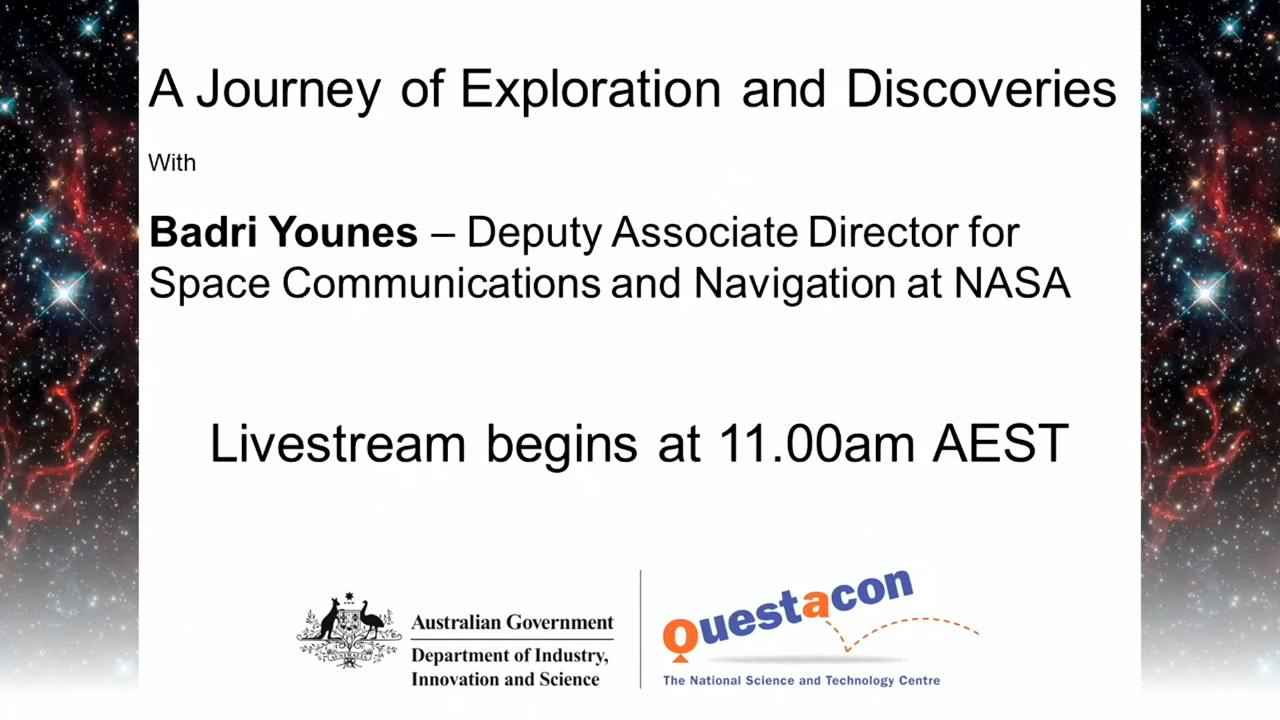 A Journey of Exploration and Discoveries
With
Badri Younes – Deputy Associate Director for
Space Communications and Navigation at NASA
Livestream begins at 11.00am AEST
Australian Government
Department of Industry,
Innovation and Science
Questacon
The National Science and Technology Centre
AUSTRALIA